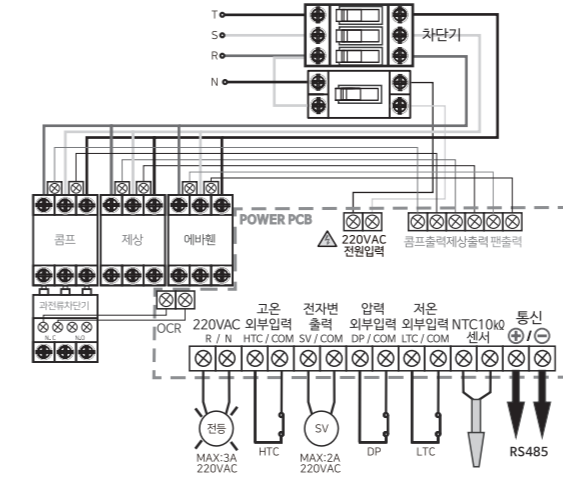 T
S
R
N
차단기
콤프
제상
에바휀
POWER PCB
220VAC
전원입력
콤프출력 제상출력 팬출력
과전류차단기
N.C N.O
OCR
220VAC
R / N
고온
외부입력
HTC / COM
전자변
출력
SV / COM
압력
외부입력
DP / COM
저온
외부입력
LTC / COM
NTC10kΩ
센서
통신
⊕/⊖
전등
MAX:3A
220VAC
HTC
SV
MAX:2A
220VAC
DP
LTC
RS485